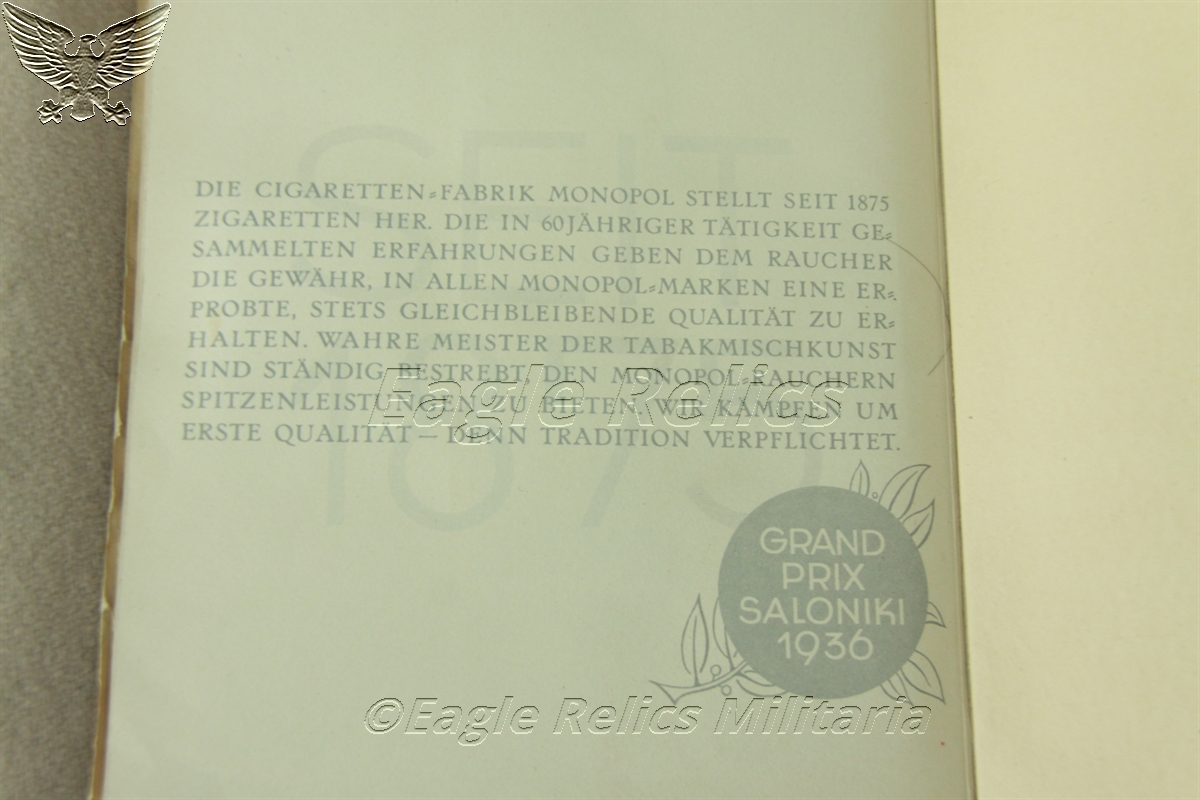 SEIT
DIE CIGARETTEN=FABRIK MONOPOL STELLT SEIT 1875
ZIGARETTEN HER. DIE IN 60JÄHRIGER TÄTIGKEIT GE=
SAMMELTEN ERFAHRUNGEN GEBEN DEM RAUCHER
DIE GEWÄHR, IN ALLEN MONOPOL=MARKEN EINE ER=
PROBTE, STETS GLEICHBLEIBENDE QUALITÄT ZU ER=
HALTEN. WAHRE MEISTER DER TABAKMISCHKUNST
SIND STÄNDIG BESTREBT, DEN MONOPOL=RAUCHERN
SPITZENLEISTUNGEN ZU BIETEN. WIR KÄMPFEN UM
ERSTE QUALITÄT — DENN TRADITION VERPFLICHTET.
1875
Eagle Relics
GRAND
PRIX
SALONIKI
1936
©Eagle Relics Militaria